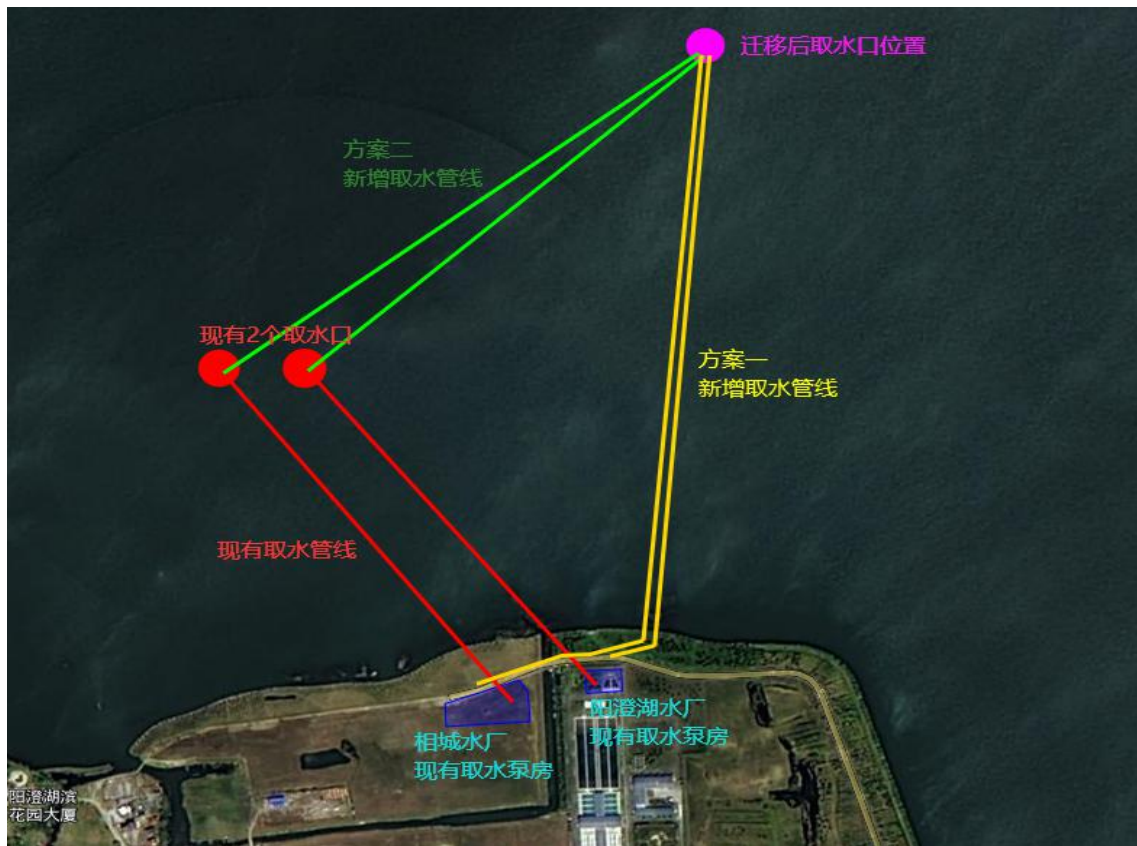 迁移后取水口位置
方案二
新增取水管线
现有2个取水口
方案一
新增取水管线
现有取水管线
阳澄湖水厂
现有取水泵房
相城水厂
现有取水泵房
阳澄湖滨
花园大厦